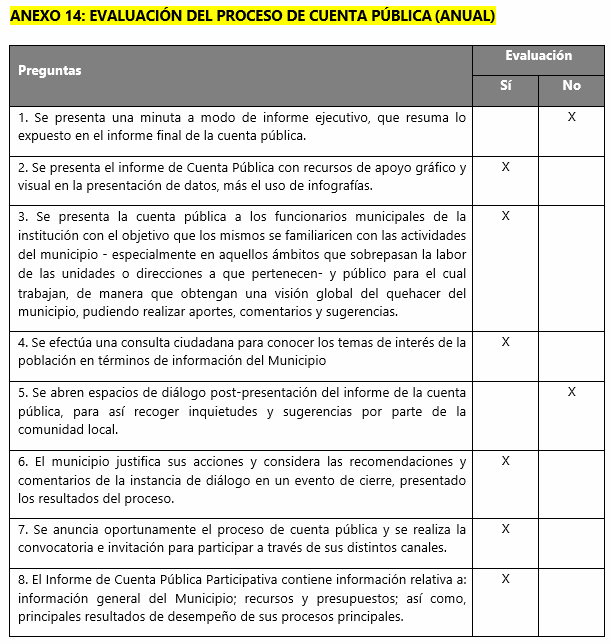 ANEXO 14: EVALUACIÓN DEL PROCESO DE CUENTA PÚBLICA (ANUAL)
Preguntas
Evaluación
Sí
No
1. Se presenta una minuta a modo de informe ejecutivo, que resuma lo
expuesto en el informe final de la cuenta pública.
X
2. Se presenta el informe de Cuenta Pública con recursos de apoyo gráfico y
visual en la presentación de datos, más el uso de infografías.
X
3. Se presenta la cuenta pública a los funcionarios municipales de la
institución con el objetivo que los mismos se familiaricen con las actividades
del municipio - especialmente en aquellos ámbitos que sobrepasan la labor
de las unidades o direcciones a que pertenecen- y público para el cual
trabajan, de manera que obtengan una visión global del quehacer del
municipio, pudiendo realizar aportes, comentarios y sugerencias.
X
4. Se efectúa una consulta ciudadana para conocer los temas de interés de la
población en términos de información del Municipio
X
5. Se abren espacios de diálogo post-presentación del informe de la cuenta
pública, para así recoger inquietudes y sugerencias por parte de la
comunidad local.
X
6. El municipio justifica sus acciones y considera las recomendaciones y
comentarios de la instancia de diálogo en un evento de cierre, presentado
los resultados del proceso.
X
7. Se anuncia oportunamente el proceso de cuenta pública y se realiza la
convocatoria e invitación para participar a través de sus distintos canales.
X
8. El Informe de Cuenta Pública Participativa contiene información relativa a:
información general del Municipio; recursos y presupuestos; así como,
principales resultados de desempeño de sus procesos principales.
X